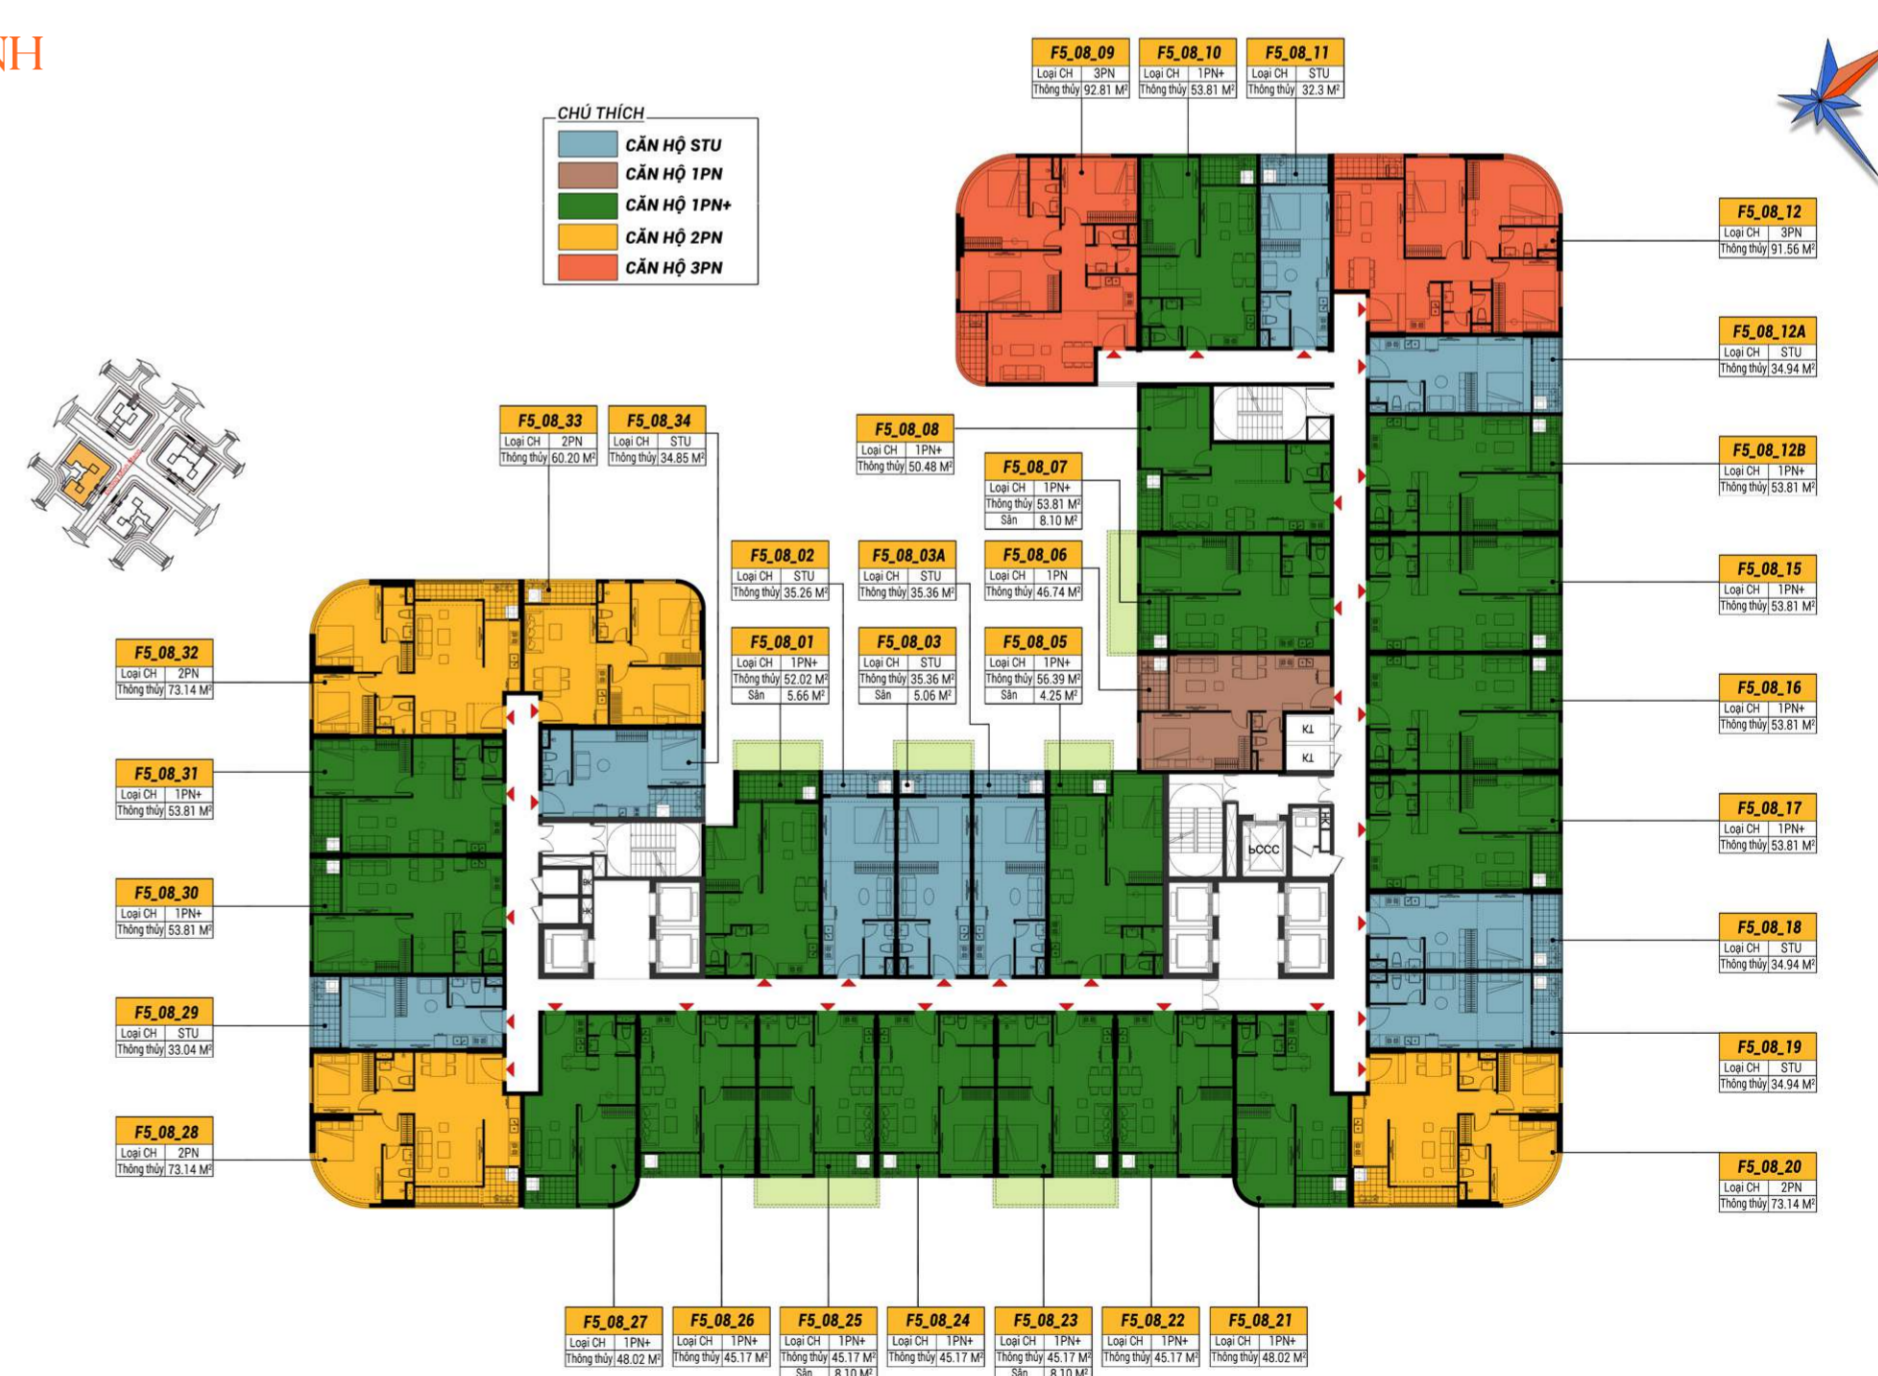 NH
CHÚ THÍCH
CĂN HỘ STU
CĂN HỘ 1PN
CĂN HỘ 1PN+
CĂN HỘ 2PN
CĂN HỘ 3PN
F5_08_09
Loại CH 3PN
Thông thủy 92.81 M²
F5_08_10
Loại CH 1PN+
Thông thủy 53.81 M²
F5_08_11
Loại CH STU
Thông thủy 32.3 M²
F5_08_12
Loại CH 3PN
Thông thủy 91.56 M²
F5_08_12A
Loại CH STU
Thông thủy 34.94 M²
F5_08_12B
Loại CH 1PN+
Thông thủy 53.81 M²
F5_08_15
Loại CH 1PN+
Thông thủy 53.81 M²
F5_08_16
Loại CH 1PN+
Thông thủy 53.81 M²
F5_08_17
Loại CH 1PN+
Thông thủy 53.81 M²
F5_08_18
Loại CH STU
Thông thủy 34.94 M²
F5_08_19
Loại CH STU
Thông thủy 34.94 M²
F5_08_20
Loại CH 2PN
Thông thủy 73.14 M²
F5_08_33
Loại CH 2PN
Thông thủy 60.20 M²
F5_08_34
Loại CH STU
Thông thủy 34.85 M²
F5_08_08
Loại CH 1PN+
Thông thủy 50.48 M²
F5_08_07
Loại CH 1PN+
Thông thủy 53.81 M²
Sân 8.10 M²
F5_08_02
Loại CH STU
Thông thủy 35.26 M²
F5_08_03A
Loại CH STU
Thông thủy 35.36 M²
F5_08_06
Loại CH 1PN
Thông thủy 46.74 M²
F5_08_01
Loại CH 1PN+
Thông thủy 52.02 M²
Sân 5.66 M²
F5_08_03
Loại CH STU
Thông thủy 35.36 M²
Sân 5.06 M²
F5_08_05
Loại CH 1PN+
Thông thủy 56.39 M²
Sân 4.25 M²
F5_08_32
Loại CH 2PN
Thông thủy 73.14 M²
F5_08_31
Loại CH 1PN+
Thông thủy 53.81 M²
F5_08_30
Loại CH 1PN+
Thông thủy 53.81 M²
F5_08_29
Loại CH STU
Thông thủy 33.04 M²
F5_08_28
Loại CH 2PN
Thông thủy 73.14 M²
KT
KT
PCCC
F5_08_27
Loại CH 1PN+
Thông thủy 48.02 M²
F5_08_26
Loại CH 1PN+
Thông thủy 45.17 M²
F5_08_25
Loại CH 1PN+
Thông thủy 45.17 M²
Sân 8.10 M²
F5_08_24
Loại CH 1PN+
Thông thủy 45.17 M²
F5_08_23
Loại CH 1PN+
Thông thủy 45.17 M²
Sân 8.10 M²
F5_08_22
Loại CH 1PN+
Thông thủy 45.17 M²
F5_08_21
Loại CH 1PN+
Thông thủy 48.02 M²